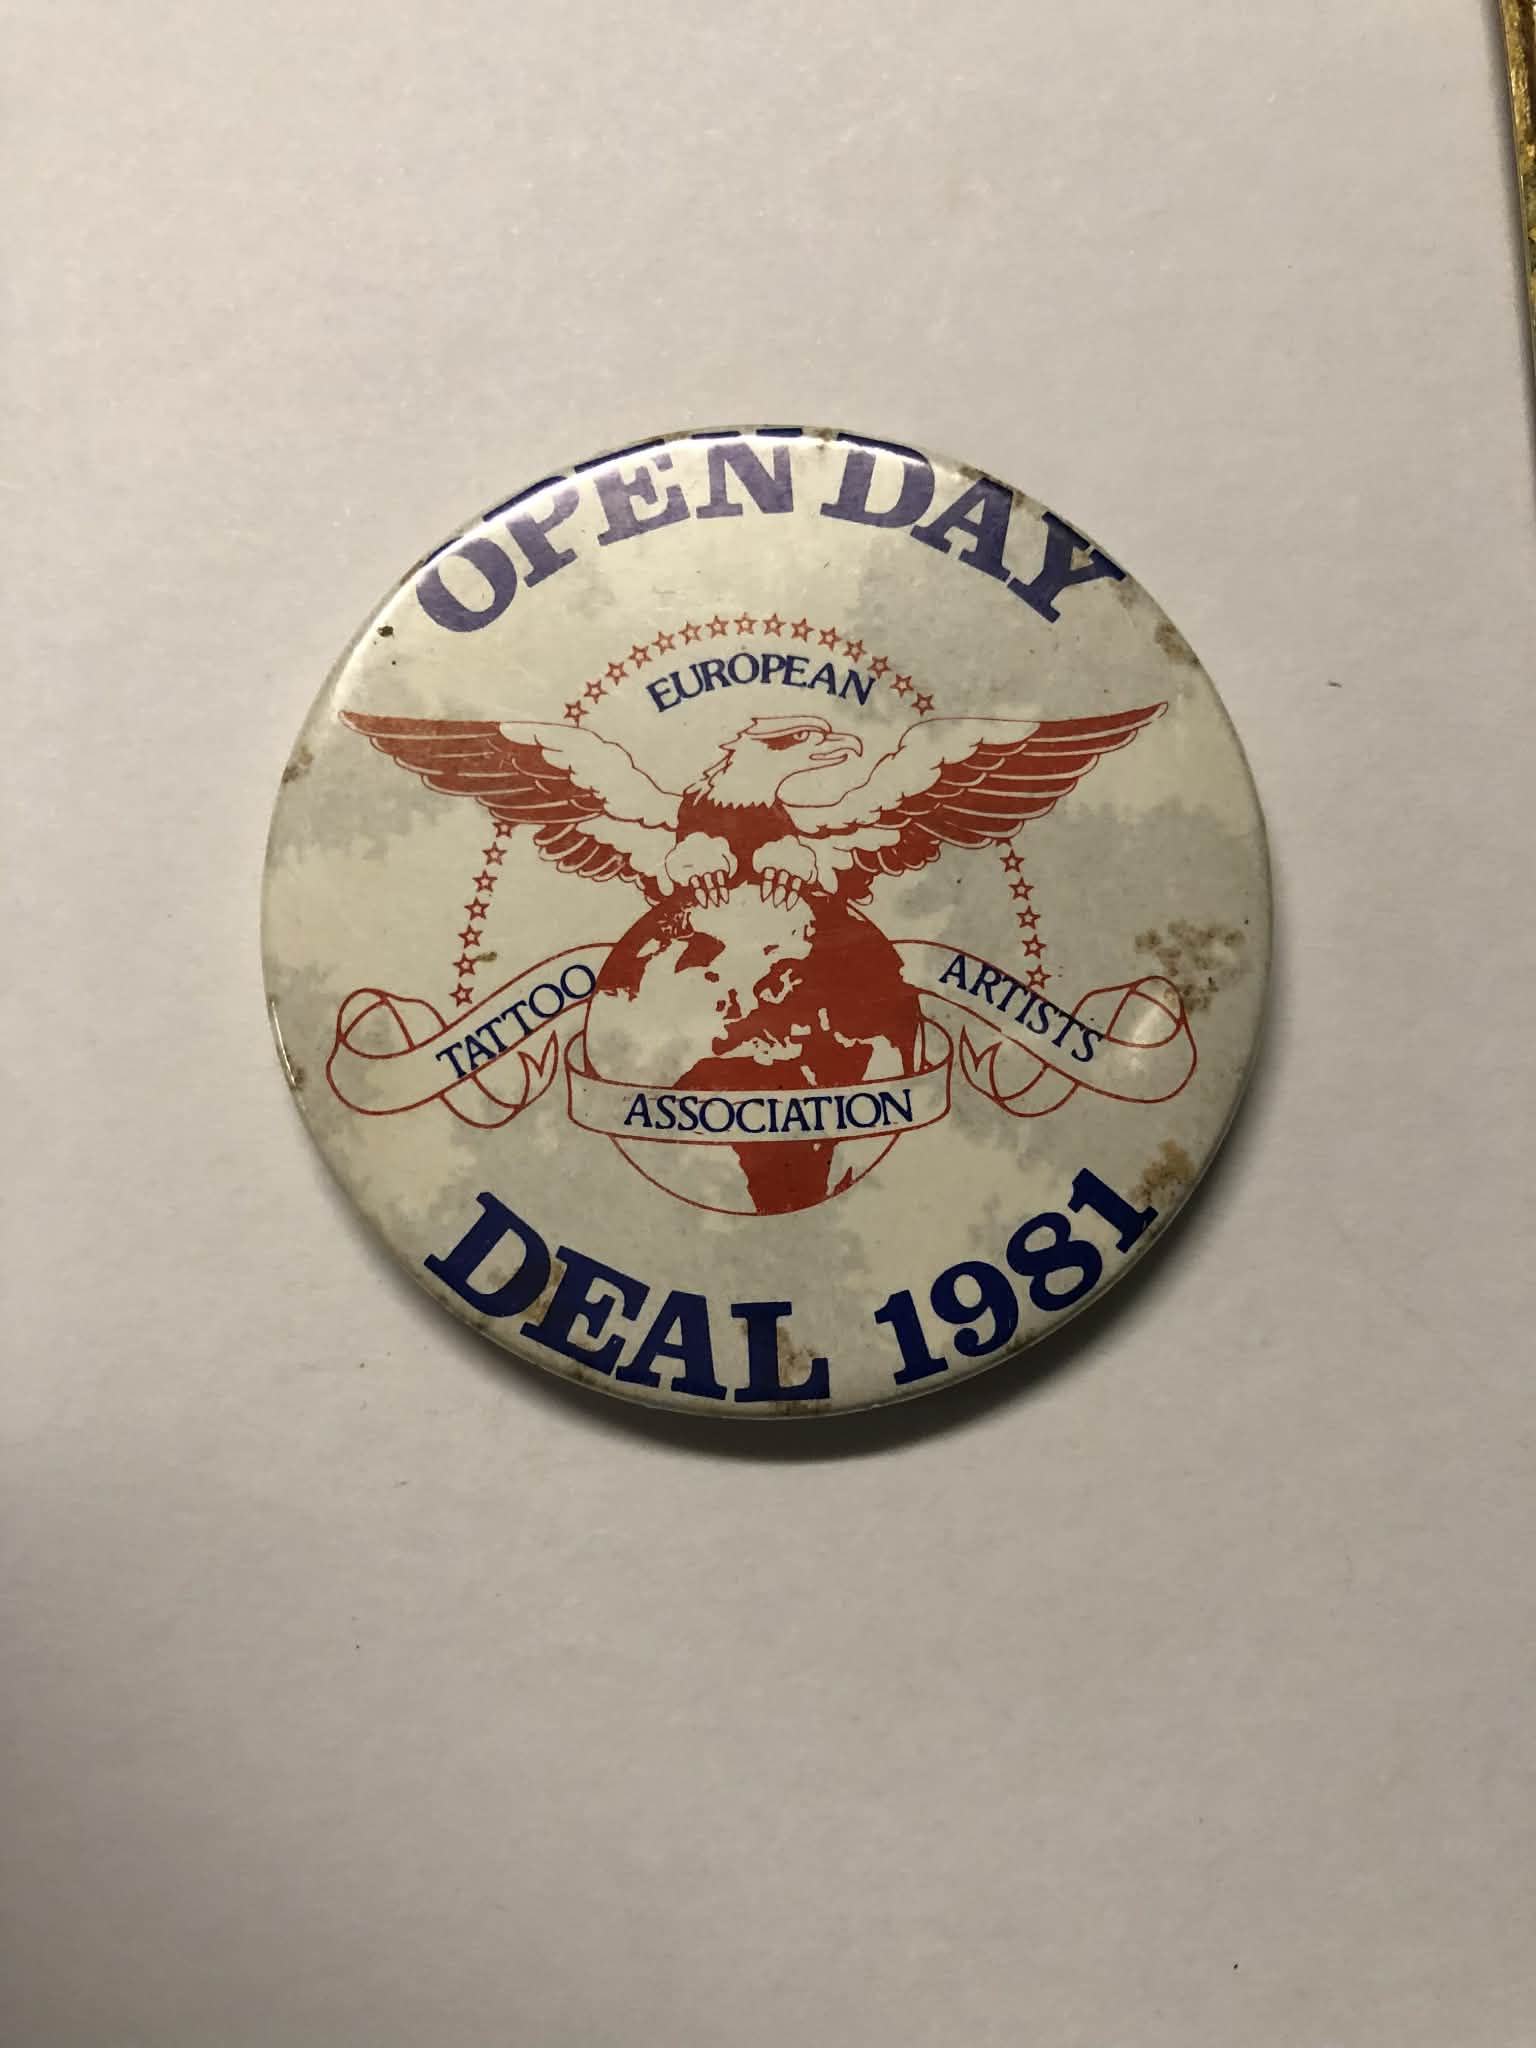 OPEN DAY
EUROPEAN
TATTOO
ARTISTS
ASSOCIATION
DEAL 1981